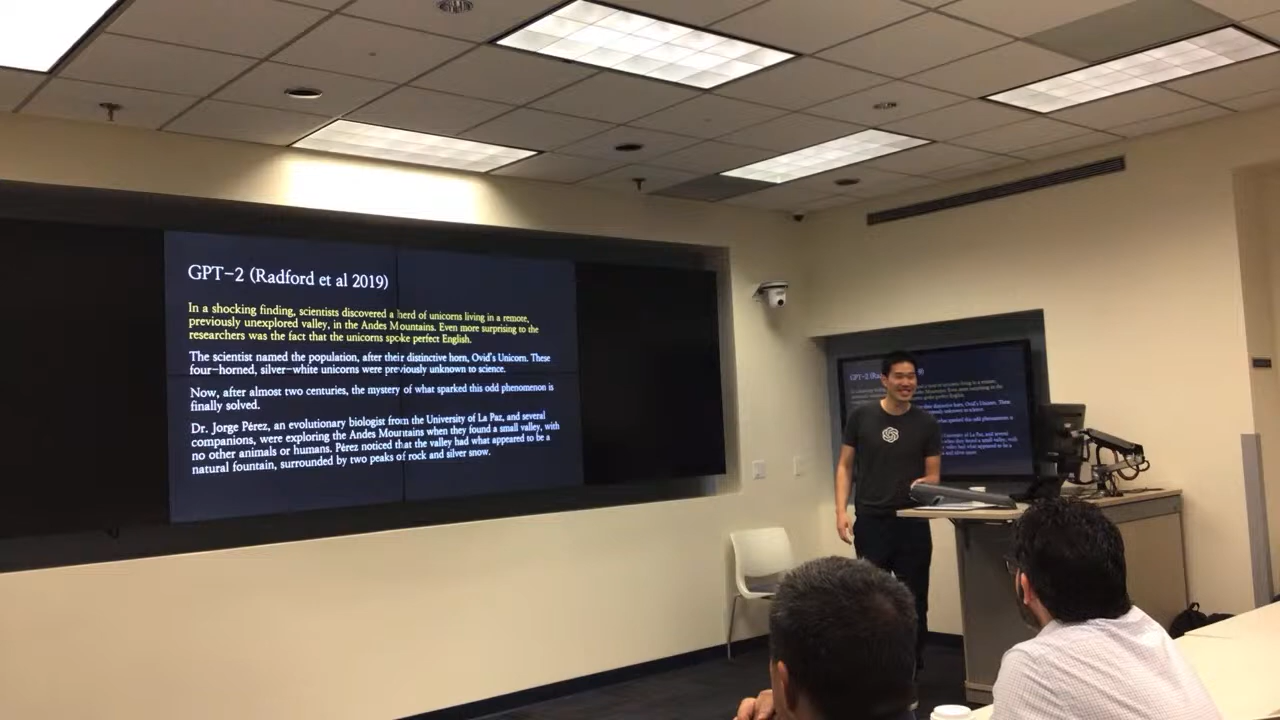 GPT-2 (Radford et al 2019)
In a shocking finding, scientists discovered a herd of unicorns living in a remote,
previously unexplored valley, in the Andes Mountains. Even more surprising to the
researchers was the fact that the unicorns spoke perfect English.
The scientist named the population, after their distinctive horn, Ovid's Unicorn. These
four-horned, silver-white unicorns were previously unknown to science.
Now, after almost two centuries, the mystery of what sparked this odd phenomenon is
finally solved.
Dr. Jorge Pérez, an evolutionary biologist from the University of La Paz, and several
companions, were exploring the Andes Mountains when they found a small valley, with
no other animals or humans. Pérez noticed that the valley had what appeared to be a
natural fountain, surrounded by two peaks of rock and silver snow.